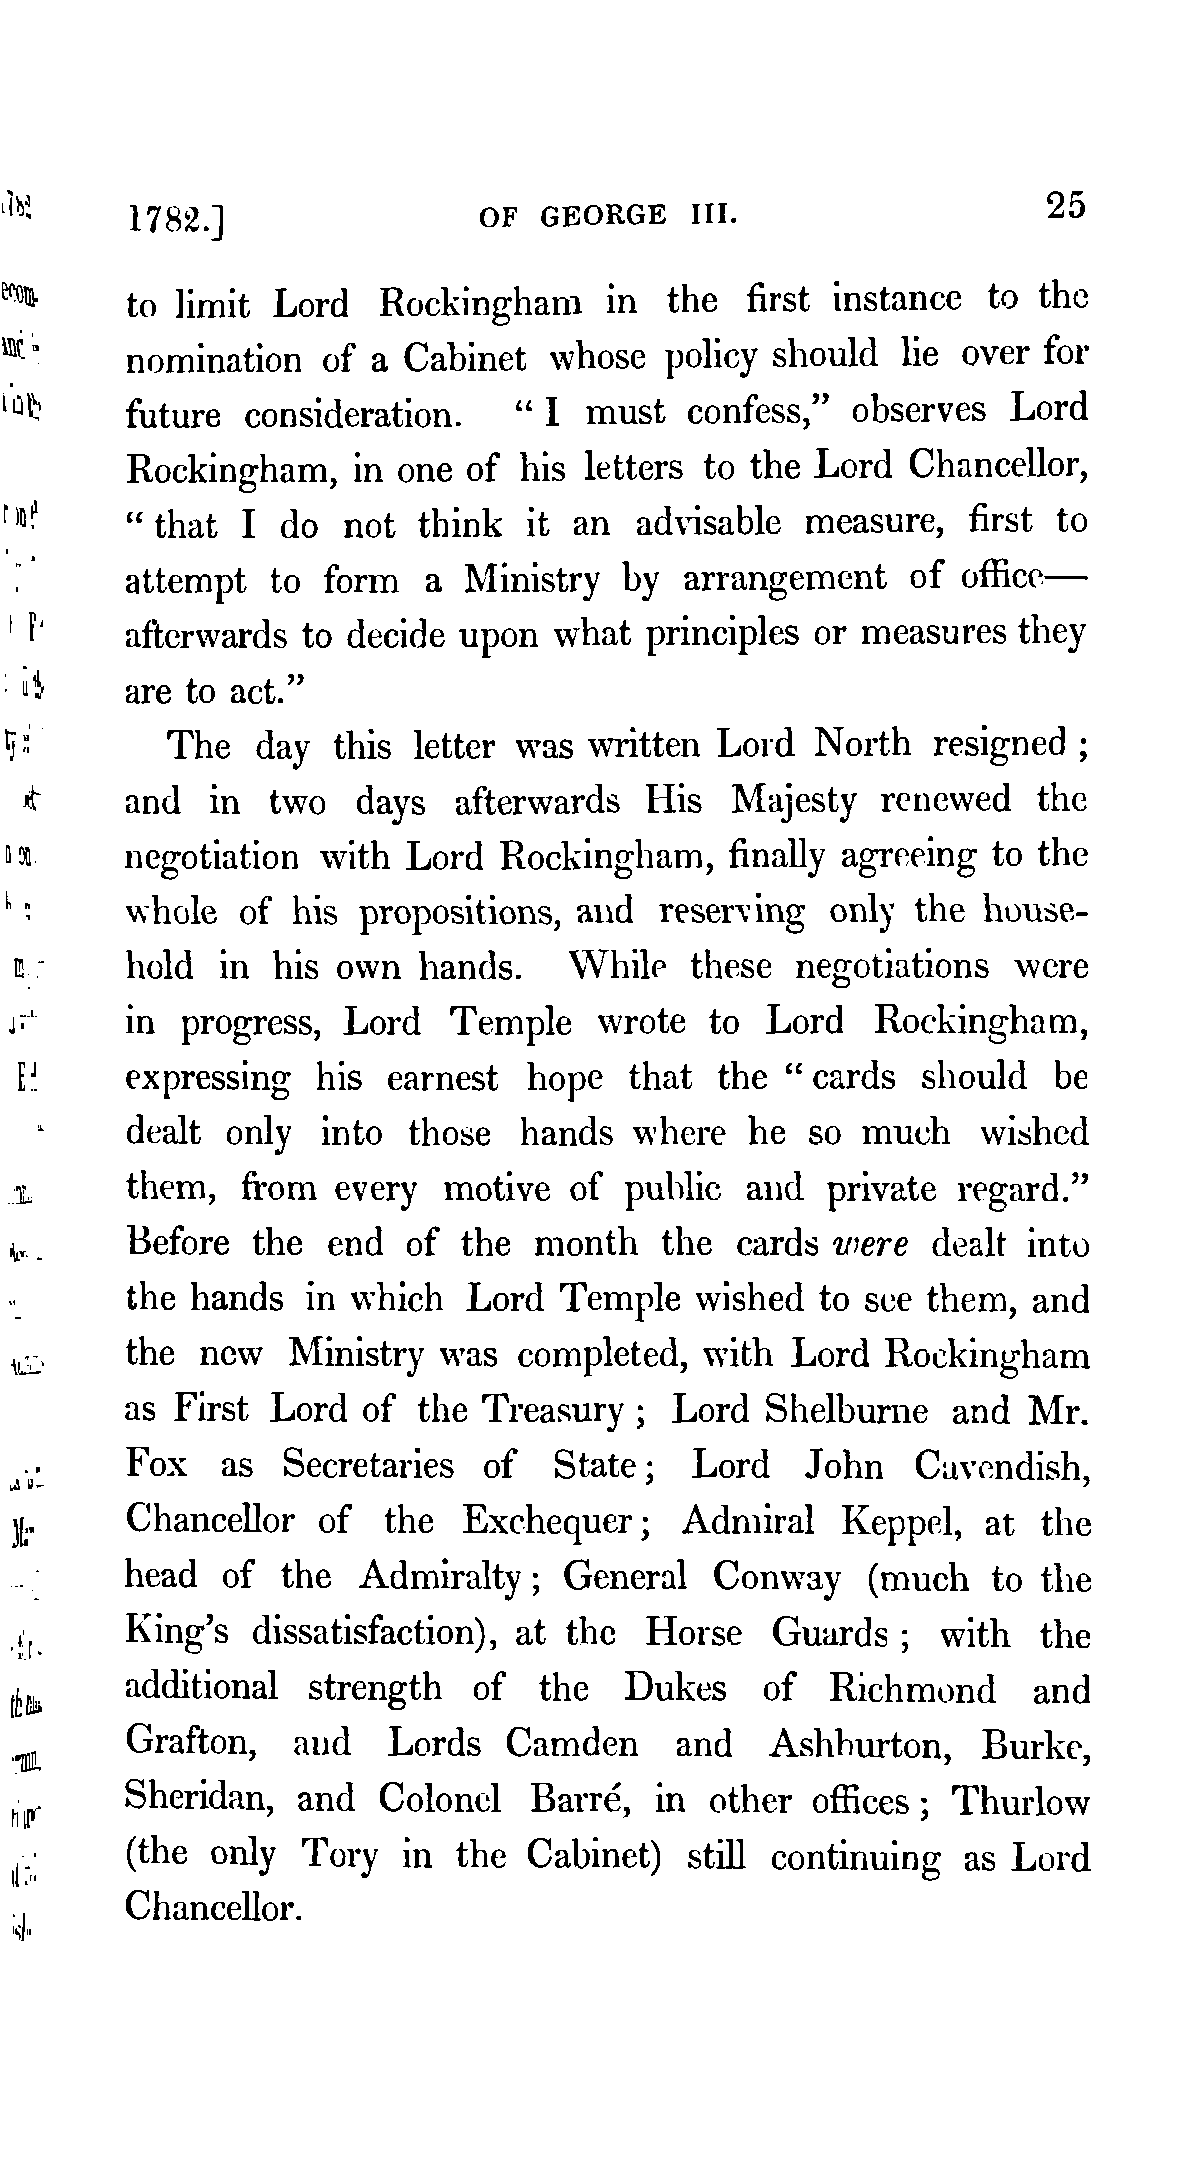 1782.] OF GEORGE III. 25
to limit Lord Rockingham in the first instance to the
nomination of a Cabinet whose policy should lie over for
future consideration. “I must confess,” observes Lord
Rockingham, in one of his letters to the Lord Chancellor,
“that I do not think it an advisable measure, first to
attempt to form a Ministry by arrangement of office—
afterwards to decide upon what principles or measures they
are to act.”
The day this letter was written Lord North resigned;
and in two days afterwards His Majesty renewed the
negotiation with Lord Rockingham, finally agreeing to the
whole of his propositions, and reserving only the house-
hold in his own hands. While these negotiations were
in progress, Lord Temple wrote to Lord Rockingham,
expressing his earnest hope that the “cards should be
dealt only into those hands where he so much wished
them, from every motive of public and private regard.”
Before the end of the month the cards were dealt into
the hands in which Lord Temple wished to see them, and
the new Ministry was completed, with Lord Rockingham
as First Lord of the Treasury; Lord Shelburne and Mr.
Fox as Secretaries of State; Lord John Cavendish,
Chancellor of the Exchequer; Admiral Keppel, at the
head of the Admiralty; General Conway (much to the
King’s dissatisfaction), at the Horse Guards; with the
additional strength of the Dukes of Richmond and
Grafton, and Lords Camden and Ashburton, Burke,
Sheridan, and Colonel Barré, in other offices; Thurlow
(the only Tory in the Cabinet) still continuing as Lord
Chancellor.